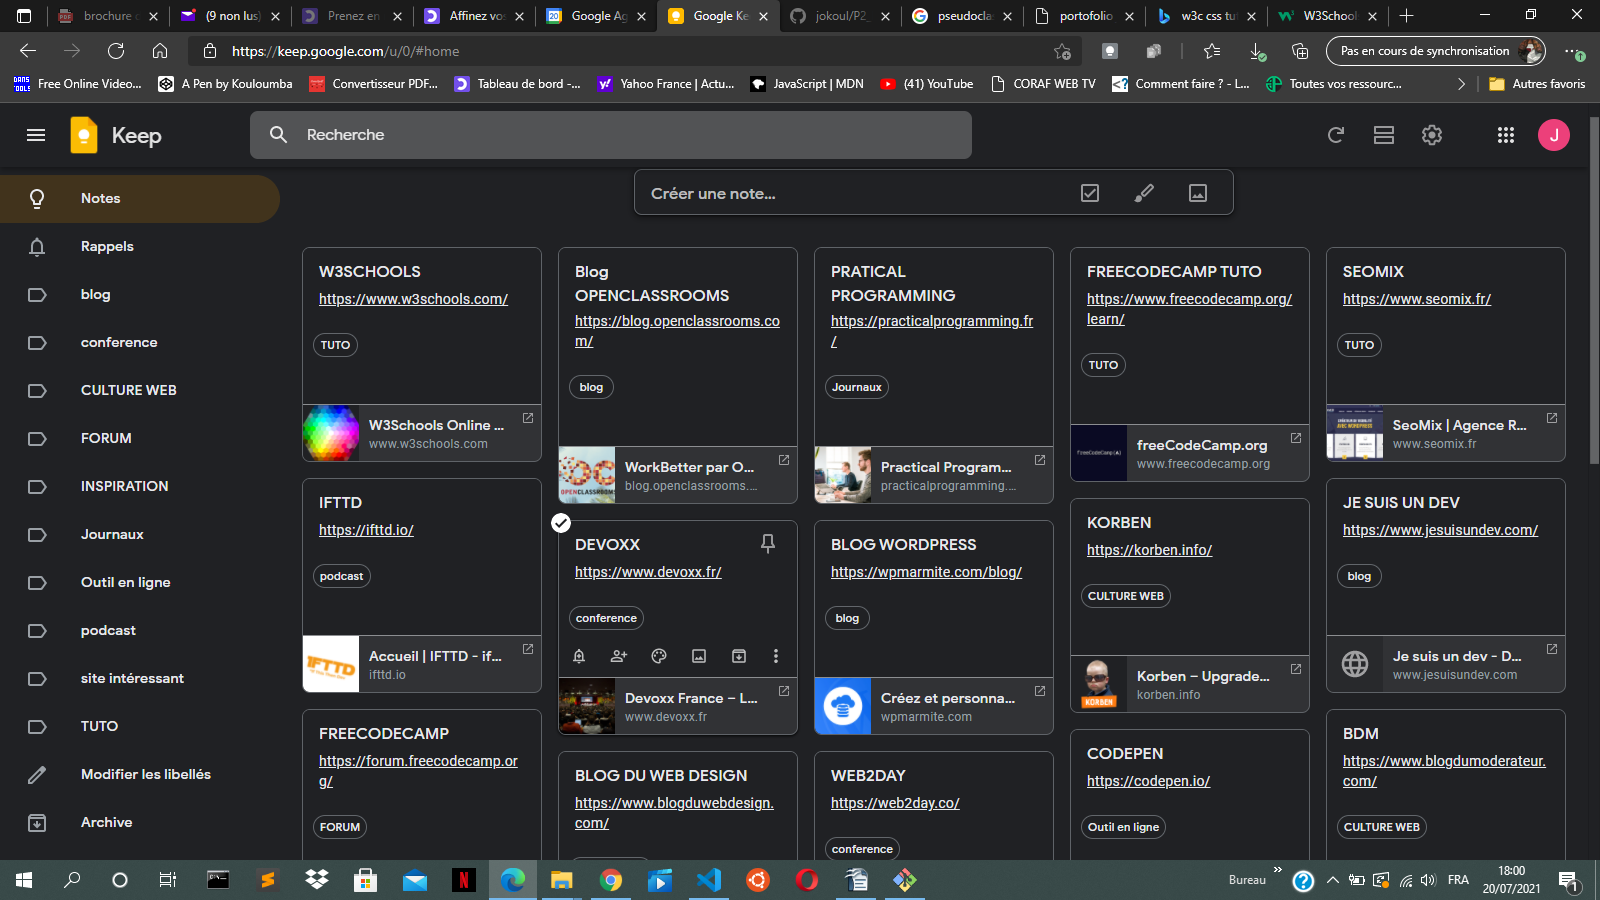 brochure
(9 non lus)
Prenez en
Affinez vo
Google Ag
Google Ke
jokoul/P2_
pseudocla
portofolio
w3c css tu
W3School
https://keep.google.com/u/0/#home
Pas en cours de synchronisation
Free Online Video...
A Pen by Kouloumba
Convertisseur PDF...
Tableau de bord -...
Yahoo France | Actu...
JavaScript | MDN
(41) YouTube
CORAF WEB TV
Comment faire ? - L...
Toutes vos ressourc...
Autres favoris
Keep
Recherche
J
Notes
Rappels
blog
conference
CULTURE WEB
FORUM
INSPIRATION
Journaux
Outil en ligne
podcast
site intéressant
TUTO
Modifier les libellés
Archive
Créer une note...
W3SCHOOLS
https://www.w3schools.com/
TUTO
W3Schools Online ...
www.w3schools.com
IFTTD
https://ifttd.io/
podcast
IFTTD
Accueil | IFTTD - if...
ifttd.io
FREECODECAMP
https://forum.freecodecamp.or
g/
FORUM
Blog
OPENCLASSROOMS
https://blog.openclassrooms.co
m/
blog
OPENCLASSROOMS
WorkBetter par O...
blog.openclassrooms....
DEVOXX
https://www.devoxx.fr/
conference
Devoxx France – L...
www.devoxx.fr
BLOG DU WEB DESIGN
https://www.blogduwebdesign.
com/
PRATICAL
PROGRAMMING
https://practicalprogramming.fr
/
Journaux
Practical Program...
practicalprogramming....
BLOG WORDPRESS
https://wpmarmite.com/blog/
blog
Créez et personna...
wpmarmite.com
WEB2DAY
https://web2day.co/
conference
FREECODECAMP TUTO
https://www.freecodecamp.org/
learn/
TUTO
freeCodeCamp(A)
freeCodeCamp.org
www.freecodecamp.org
KORBEN
https://korben.info/
CULTURE WEB
KORBEN
Korben – Upgrade...
korben.info
CODEPEN
https://codepen.io/
Outil en ligne
SEOMIX
https://www.seomix.fr/
TUTO
AVEC WORDPRESS
SeoMix | Agence R...
www.seomix.fr
JE SUIS UN DEV
https://www.jesuisundev.com/
blog
Je suis un dev - D...
www.jesuisundev.com
BDM
https://www.blogdumoderateur.
com/
CULTURE WEB
Bureau
FRA
18:00
20/07/2021
1